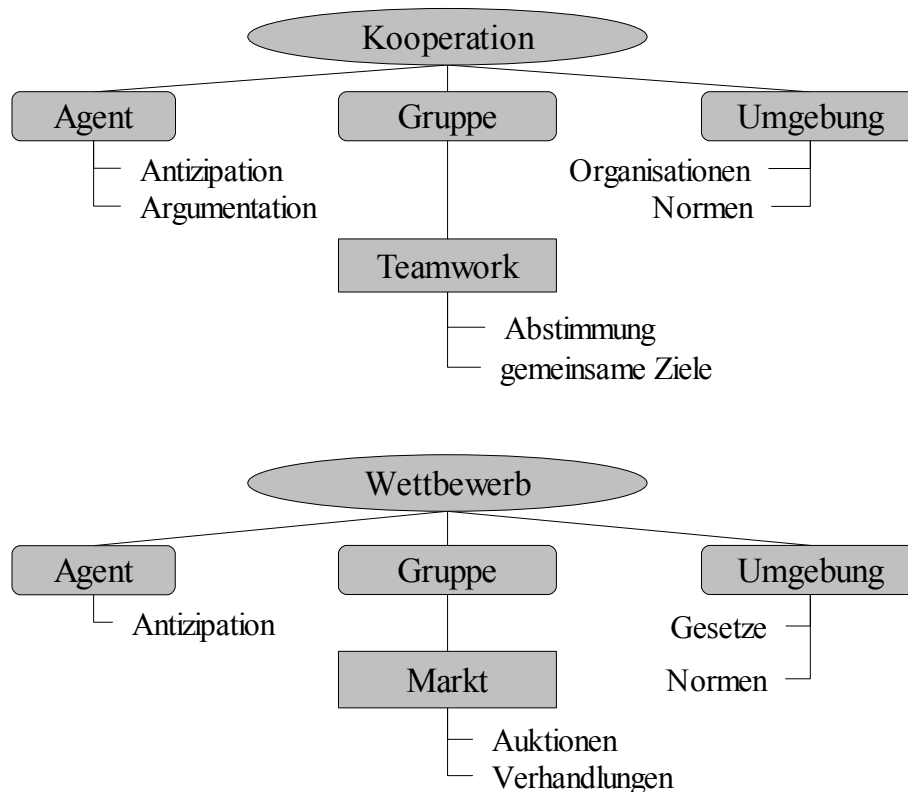 Kooperation
Agent
Gruppe
Umgebung
Antizipation
Argumentation
Organisationen
Normen
Teamwork
Abstimmung
gemeinsame Ziele
Wettbewerb
Agent
Gruppe
Umgebung
Antizipation
Gesetze
Normen
Markt
Auktionen
Verhandlungen